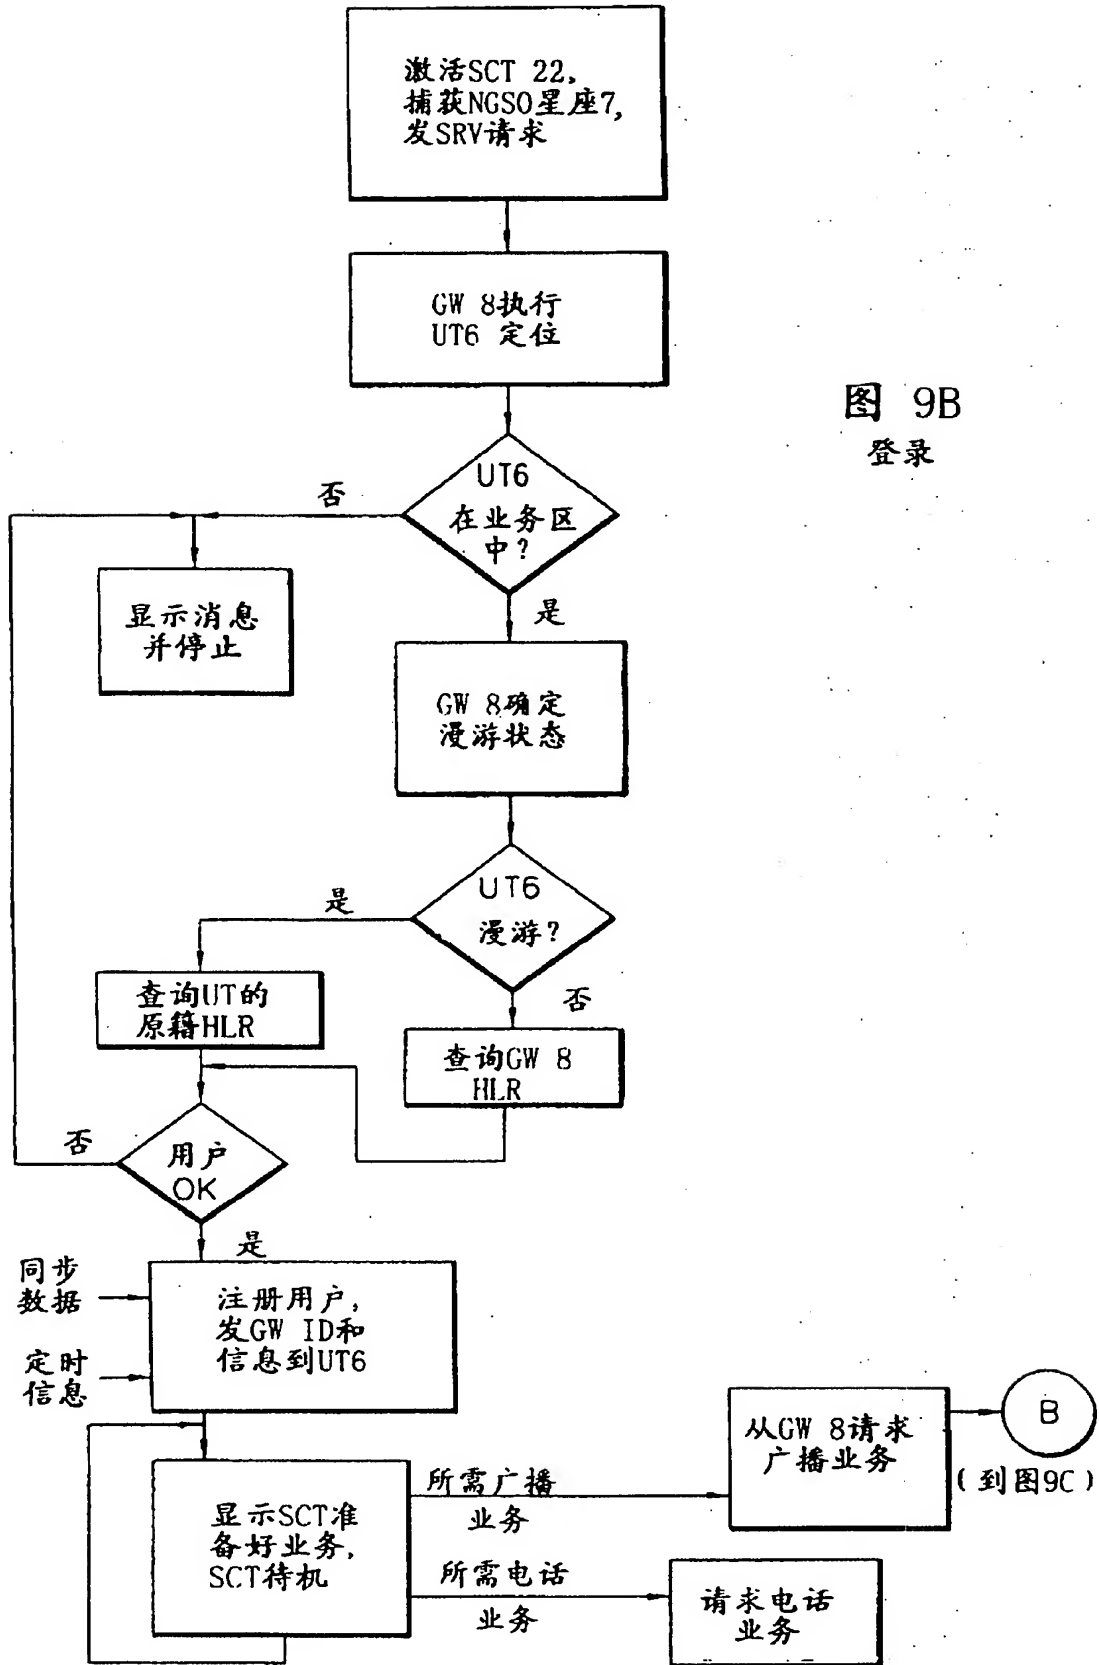 激活SCT 22,
捕获NGSO星座7,
发SRV请求
GW 8执行
UT6 定位
图 9B
登录
UT6
在业务区
中?
否
是
显示消息
并停止
GW 8确定
漫游状态
UT6
漫游?
是
否
查询UT的
原籍HLR
查询GW 8
HLR
用户
OK
否
是
同步
数据
定时
信息
注册用户,
发GW ID和
信息到UT6
显示SCT准
备好业务,
SCT待机
所需广播
业务
从GW 8请求
广播业务
B
(到图9C)
所需电话
业务
请求电话
业务